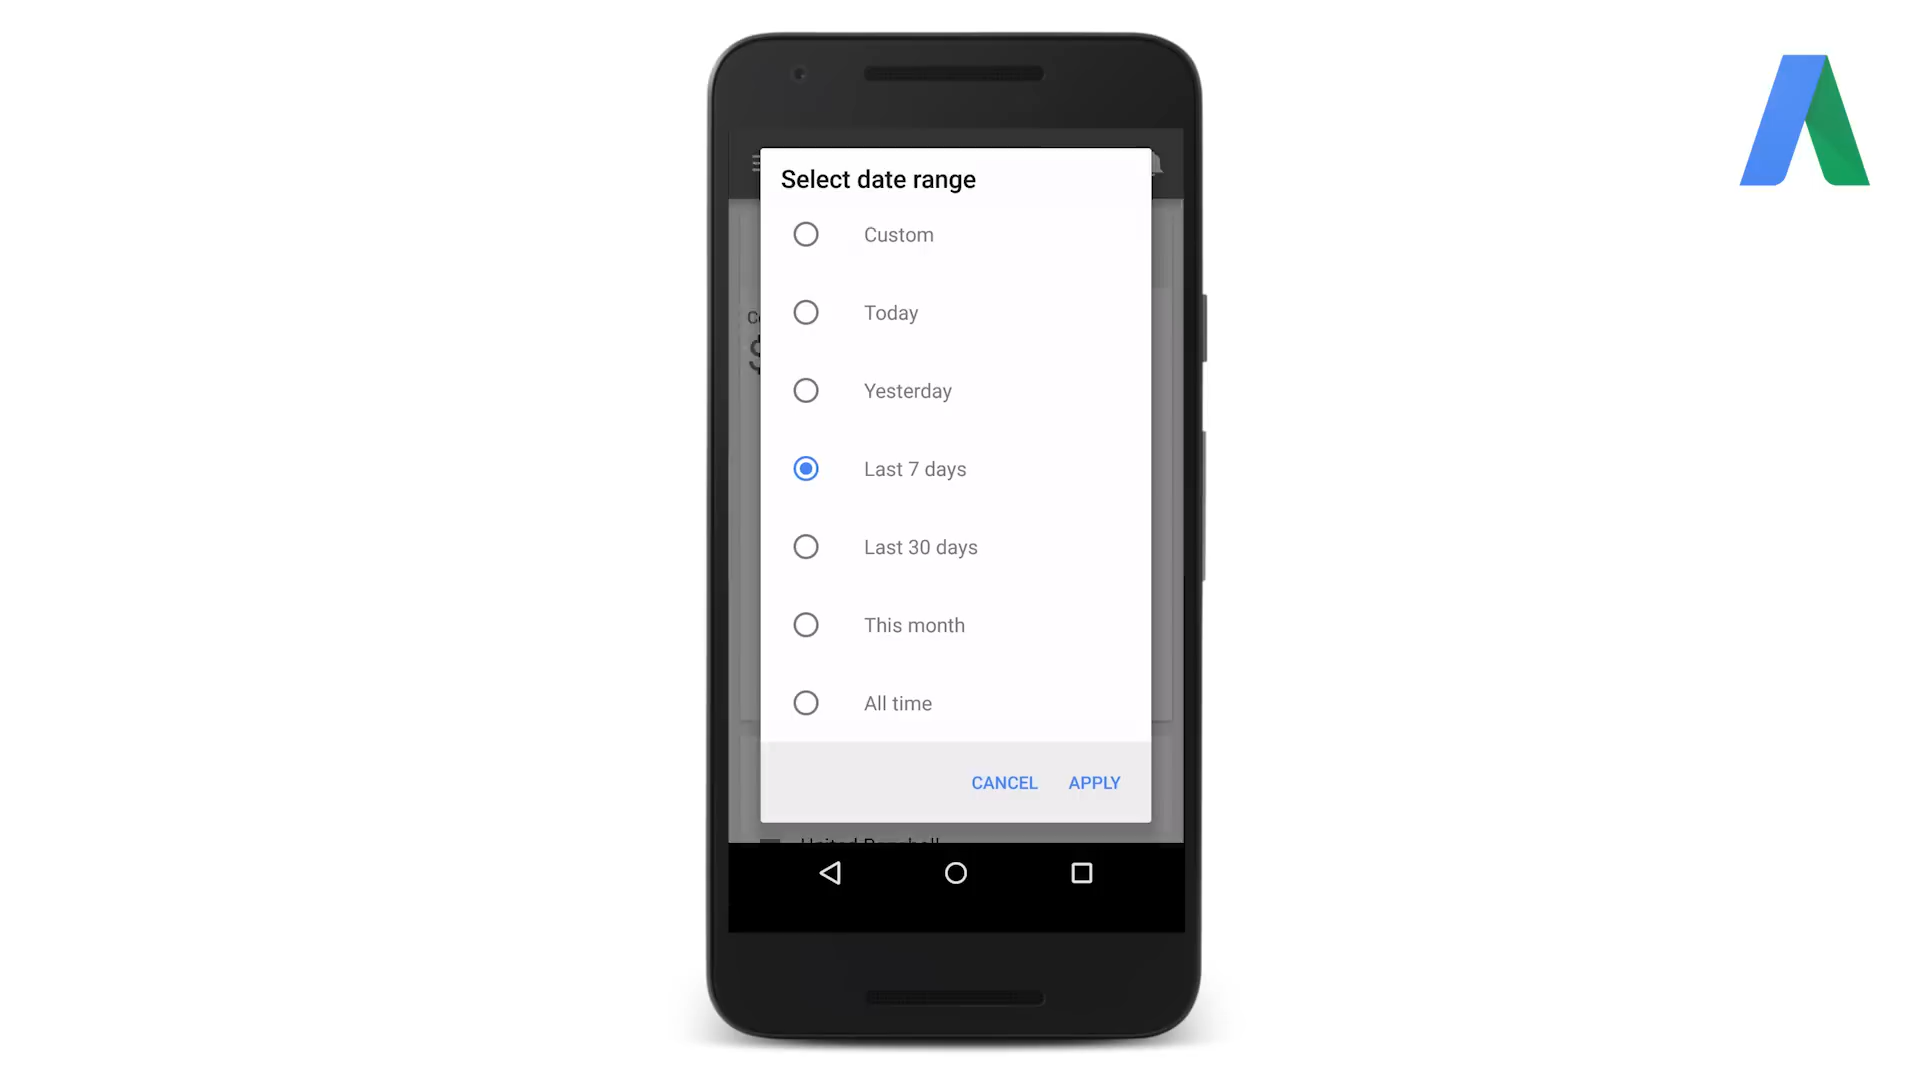 Select date range
Custom
Today
Yesterday
Last 7 days
Last 30 days
This month
All time
CANCEL APPLY